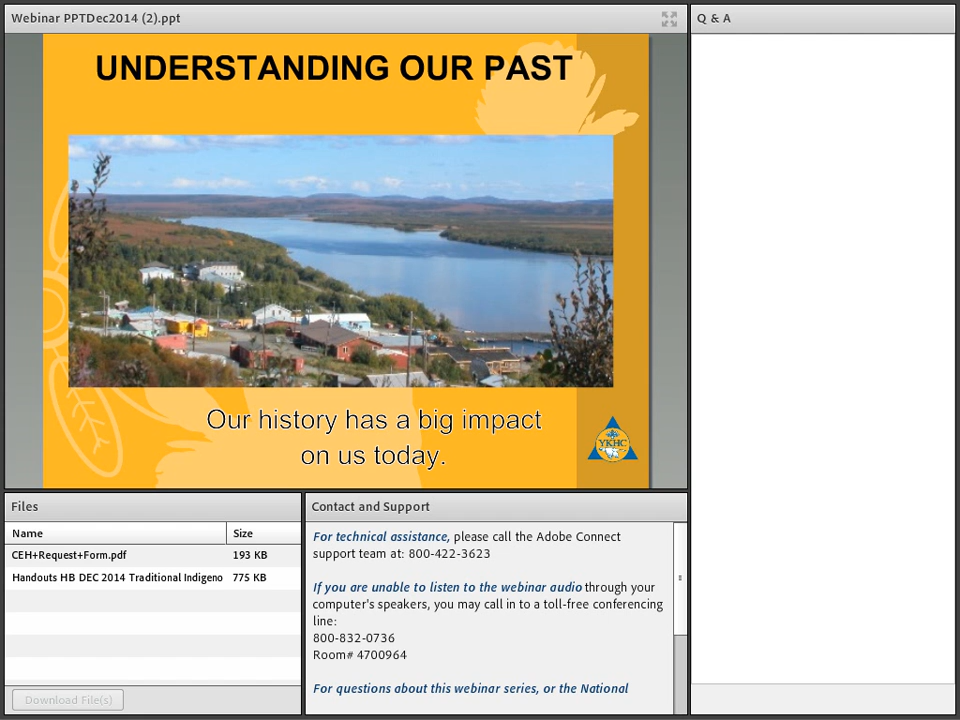 Webinar PPTDec2014 (2).ppt
UNDERSTANDING OUR PAST
Our history has a big impact
on us today.
YKHC
Q & A
Files
Name Size
CEH+Request+Form.pdf 193 KB
Handouts HB DEC 2014 Traditional Indigeno 775 KB
Download File(s)
Contact and Support
For technical assistance, please call the Adobe Connect
support team at: 800-422-3623
If you are unable to listen to the webinar audio through your
computer's speakers, you may call in to a toll-free conferencing
line:
800-832-0736
Room# 4700964
For questions about this webinar series, or the National